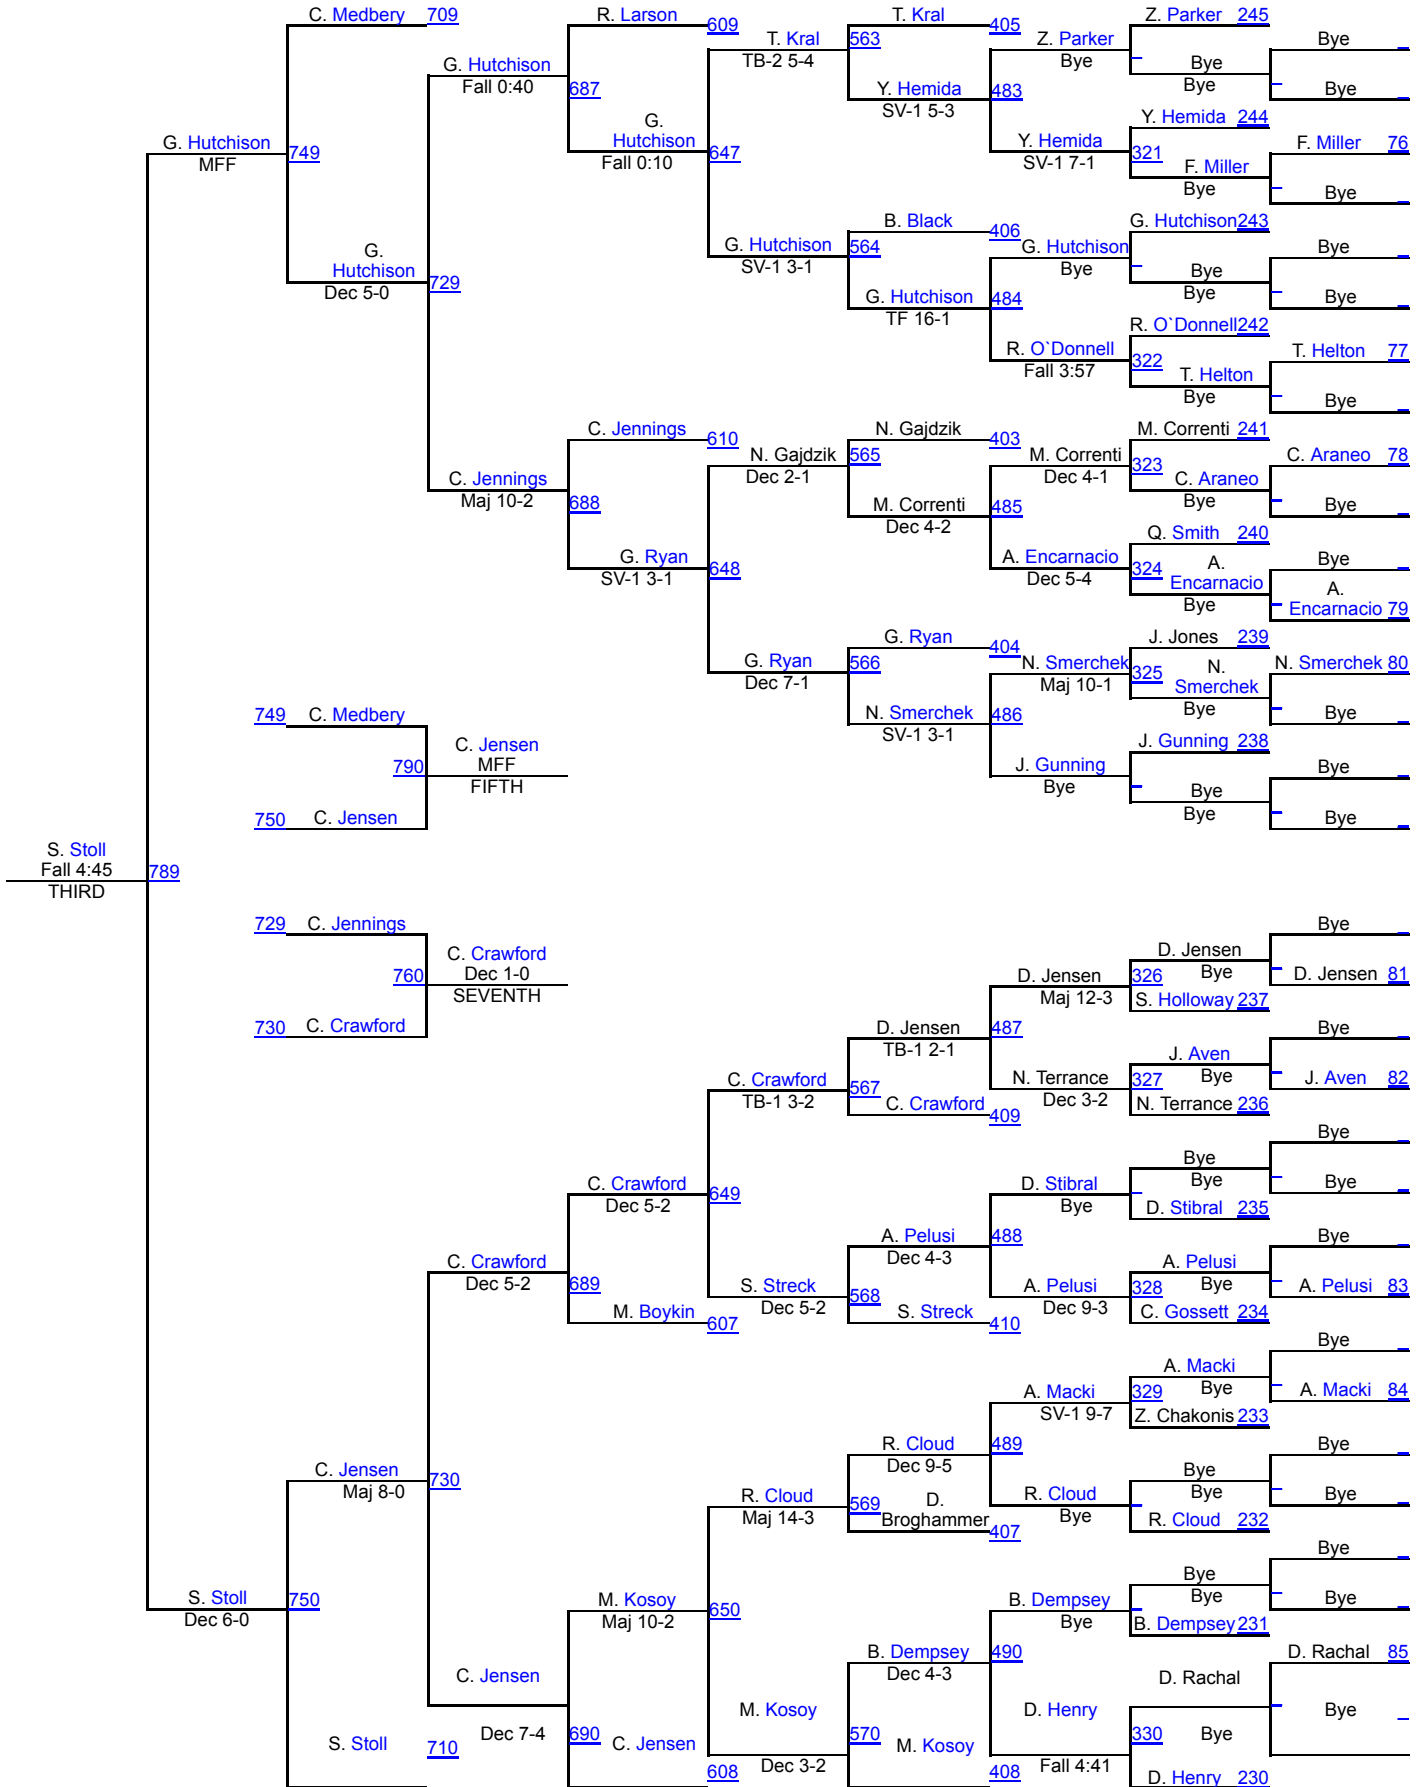 C. Medbery 709
R. Larson 609
T. Kral 405
Z. Parker 245
T. Kral 563
TB-2 5-4
Z. Parker
Bye
Bye
Bye
Bye
Bye
G. Hutchison
Fall 0:40
687
Y. Hemida 483
SV-1 5-3
Y. Hemida 244
G.
Hutchison 647
Fall 0:10
Y. Hemida 321
SV-1 7-1
F. Miller 76
F. Miller
Bye
Bye
G. Hutchison 749
MFF
B. Black 406
G. Hutchison 243
G. Hutchison 564
SV-1 3-1
G. Hutchison
Bye
Bye
Bye
Bye
Bye
G.
Hutchison 729
Dec 5-0
G. Hutchison 484
TF 16-1
R. O`Donnell 242
R. O`Donnell 322
Fall 3:57
T. Helton 77
T. Helton
Bye
Bye
C. Jennings 610
N. Gajdzik 403
M. Correnti 241
N. Gajdzik 565
Dec 2-1
M. Correnti 323
Dec 4-1
C. Araneo 78
C. Araneo
Bye
Bye
C. Jennings 688
Maj 10-2
M. Correnti 485
Dec 4-2
Q. Smith 240
G. Ryan 648
SV-1 3-1
A. Encarnacio 324
Dec 5-4
A.
Encarnacio
Bye
Bye
A.
Encarnacio 79
G. Ryan 404
J. Jones 239
G. Ryan 566
Dec 7-1
N. Smerchek 325
Maj 10-1
N.
Smerchek
Bye
N. Smerchek 80
Bye
749 C. Medbery
N. Smerchek 486
SV-1 3-1
J. Gunning 238
790
C. Jensen
MFF
FIFTH
J. Gunning
Bye
Bye
Bye
Bye
Bye
750 C. Jensen
S. Stoll
Fall 4:45
THIRD
789
729 C. Jennings
Bye
760
C. Crawford
Dec 1-0
SEVENTH
D. Jensen 326
Maj 12-3
D. Jensen
Bye
D. Jensen 81
S. Holloway 237
730 C. Crawford
D. Jensen 487
TB-1 2-1
Bye
C. Crawford 567
TB-1 3-2
N. Terrance 327
Dec 3-2
J. Aven
Bye
J. Aven 82
C. Crawford 409
N. Terrance 236
Bye
C. Crawford 649
Dec 5-2
D. Stibral
Bye
Bye
Bye
Bye
D. Stibral 235
A. Pelusi 488
Dec 4-3
Bye
C. Crawford 689
Dec 5-2
S. Streck 568
Dec 5-2
A. Pelusi 328
Dec 9-3
A. Pelusi
Bye
A. Pelusi 83
M. Boykin 607
S. Streck 410
C. Gossett 234
Bye
A. Macki 329
SV-1 9-7
A. Macki
Bye
A. Macki 84
Z. Chakonis 233
R. Cloud 489
Dec 9-5
Bye
C. Jensen 730
Maj 8-0
R. Cloud 569
Maj 14-3
D.
Broghammer 407
R. Cloud
Bye
Bye
Bye
Bye
R. Cloud 232
Bye
S. Stoll 750
Dec 6-0
M. Kosoy 650
Maj 10-2
B. Dempsey
Bye
Bye
Bye
Bye
B. Dempsey 231
B. Dempsey 490
Dec 4-3
D. Rachal 85
C. Jensen 690
Dec 7-4
M. Kosoy 570
Dec 3-2
D. Henry 330
Fall 4:41
D. Rachal
Bye
Bye
S. Stoll 710
C. Jensen 608
M. Kosoy 408
D. Henry 230